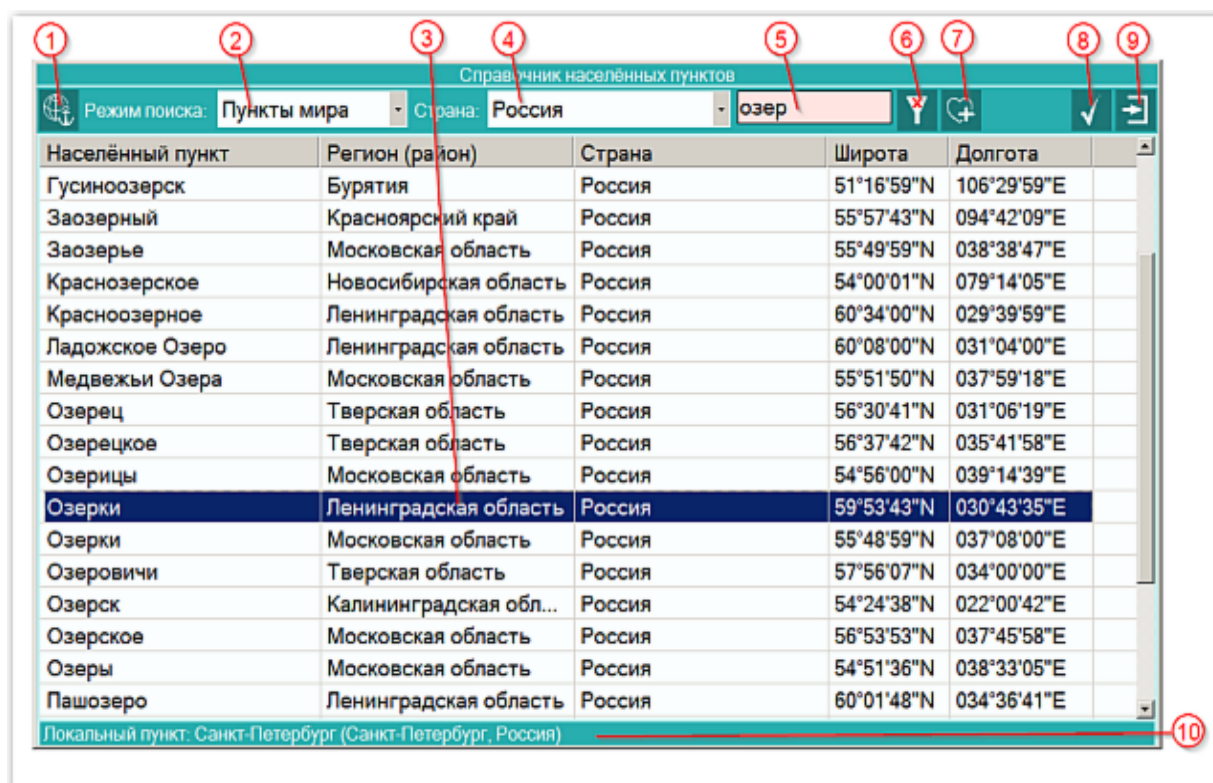 1 2 3 4 5 6 7 8 9
Справочник населённых пунктов
Режим поиска: Пункты мира Страна: Россия озер
Населённый пункт Регион (район) Страна Широта Долгота
Гусиноозерск Бурятия Россия 51°16'59"N 106°29'59"E
Заозерный Красноярский край Россия 55°57'43"N 094°42'09"E
Заозерье Московская область Россия 55°49'59"N 038°38'47"E
Краснозерское Новосибирская область Россия 54°00'01"N 079°14'05"E
Красноозерное Ленинградская область Россия 60°34'00"N 029°39'59"E
Ладожское Озеро Ленинградская область Россия 60°08'00"N 031°04'00"E
Медвежьи Озера Московская область Россия 55°51'50"N 037°59'18"E
Озерец Тверская область Россия 56°30'41"N 031°06'19"E
Озерецкое Тверская область Россия 56°37'42"N 035°41'58"E
Озерицы Московская область Россия 54°56'00"N 039°14'39"E
Озерки Ленинградская область Россия 59°53'43"N 030°43'35"E
Озерки Московская область Россия 55°48'59"N 037°08'00"E
Озеровичи Тверская область Россия 57°56'07"N 034°00'00"E
Озерск Калининградская обл... Россия 54°24'38"N 022°00'42"E
Озерское Московская область Россия 56°53'53"N 037°45'58"E
Озеры Московская область Россия 54°51'36"N 038°33'05"E
Пашозеро Ленинградская область Россия 60°01'48"N 034°36'41"E
Локальный пункт: Санкт-Петербург (Санкт-Петербург, Россия)
10